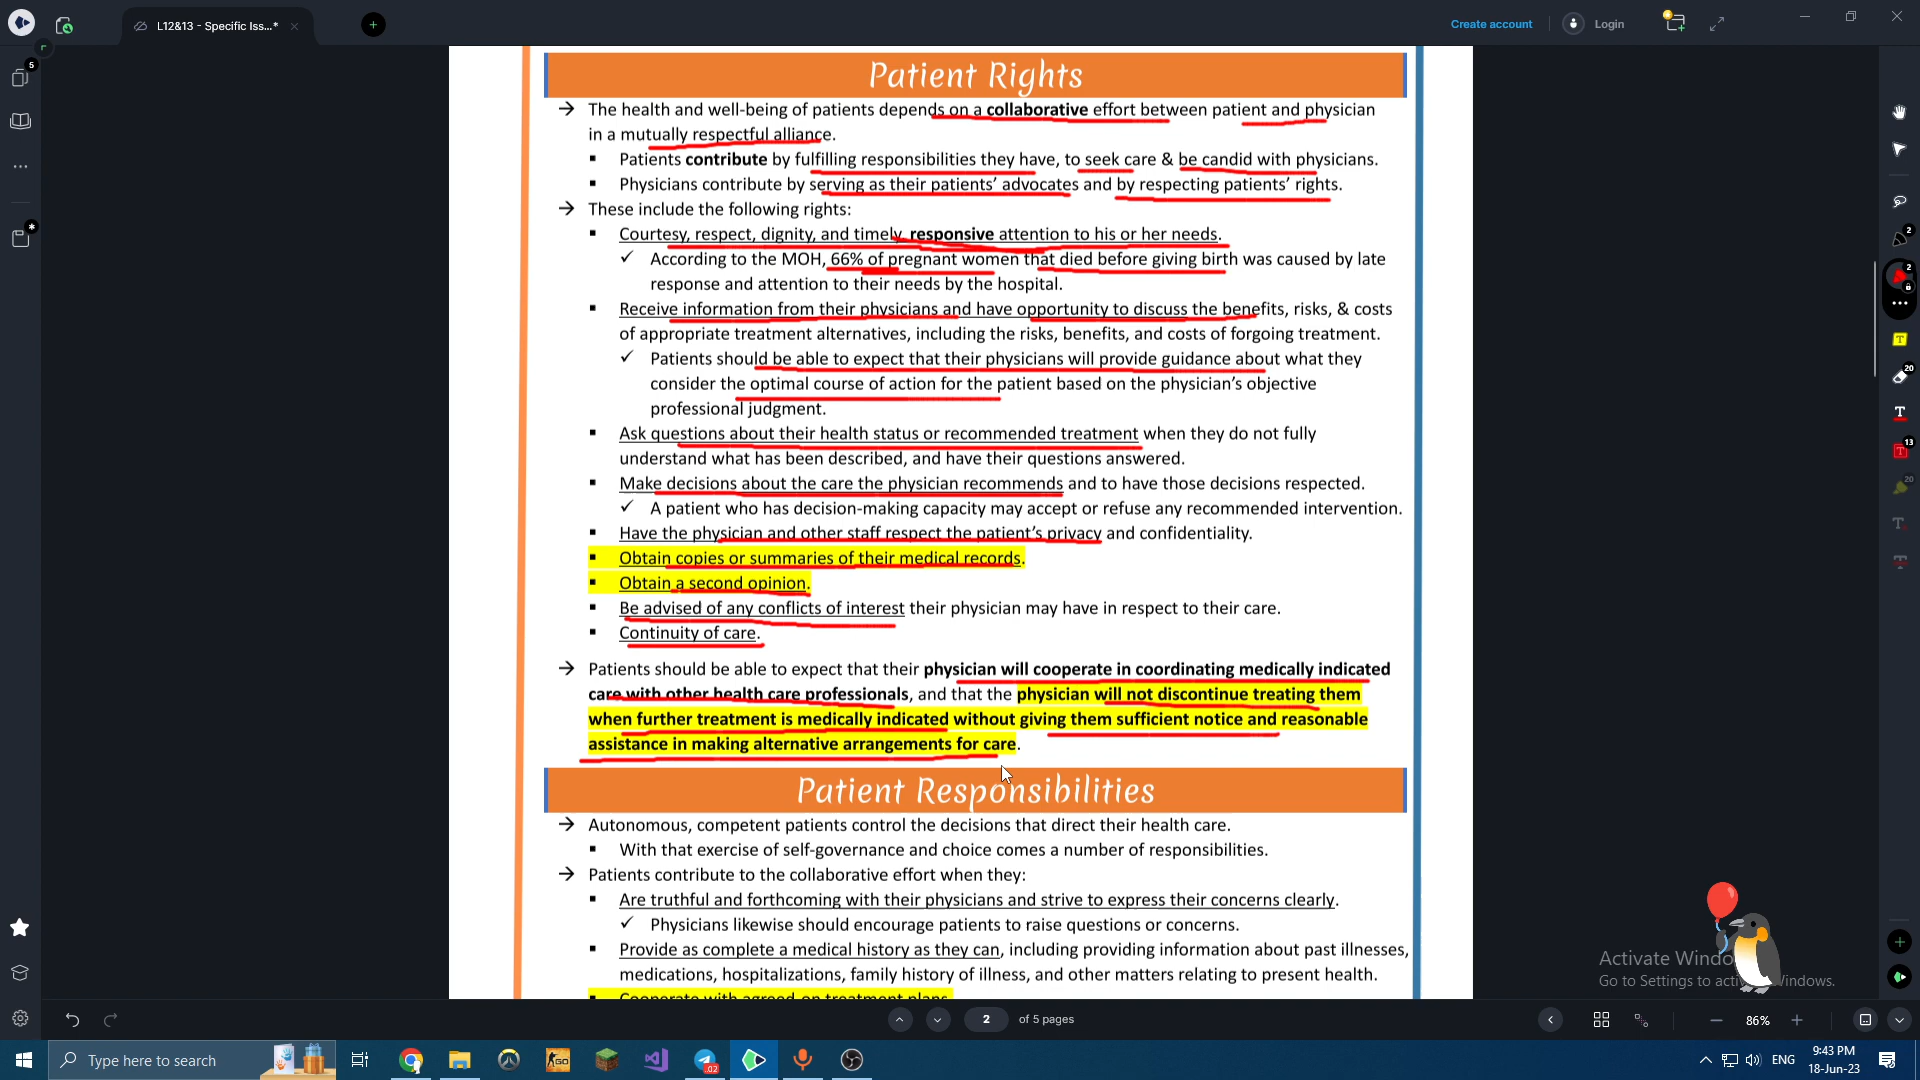 L12&13 - Specific Iss...*
Create account
Login
Patient Rights
→ The health and well-being of patients depends on a collaborative effort between patient and physician
in a mutually respectful alliance.
▪ Patients contribute by fulfilling responsibilities they have, to seek care & be candid with physicians.
▪ Physicians contribute by serving as their patients' advocates and by respecting patients' rights.
→ These include the following rights:
▪ Courtesy, respect, dignity, and timely, responsive attention to his or her needs.
✓ According to the MOH, 66% of pregnant women that died before giving birth was caused by late
response and attention to their needs by the hospital.
▪ Receive information from their physicians and have opportunity to discuss the benefits, risks, & costs
of appropriate treatment alternatives, including the risks, benefits, and costs of forgoing treatment.
✓ Patients should be able to expect that their physicians will provide guidance about what they
consider the optimal course of action for the patient based on the physician's objective
professional judgment.
▪ Ask questions about their health status or recommended treatment when they do not fully
understand what has been described, and have their questions answered.
▪ Make decisions about the care the physician recommends and to have those decisions respected.
✓ A patient who has decision-making capacity may accept or refuse any recommended intervention.
▪ Have the physician and other staff respect the patient's privacy and confidentiality.
▪ Obtain copies or summaries of their medical records.
▪ Obtain a second opinion.
▪ Be advised of any conflicts of interest their physician may have in respect to their care.
▪ Continuity of care.
→ Patients should be able to expect that their physician will cooperate in coordinating medically indicated
care with other health care professionals, and that the physician will not discontinue treating them
when further treatment is medically indicated without giving them sufficient notice and reasonable
assistance in making alternative arrangements for care.
Patient Responsibilities
→ Autonomous, competent patients control the decisions that direct their health care.
▪ With that exercise of self-governance and choice comes a number of responsibilities.
→ Patients contribute to the collaborative effort when they:
▪ Are truthful and forthcoming with their physicians and strive to express their concerns clearly.
✓ Physicians likewise should encourage patients to raise questions or concerns.
▪ Provide as complete a medical history as they can, including providing information about past illnesses,
medications, hospitalizations, family history of illness, and other matters relating to present health.
▪ Cooperate with agreed-on treatment plans.
5
2
2
20
13
20
Activate Windo
Go to Settings to acti indows.
2 of 5 pages
86%
Type here to search
GO
.02
ENG
9:43 PM
18-Jun-23